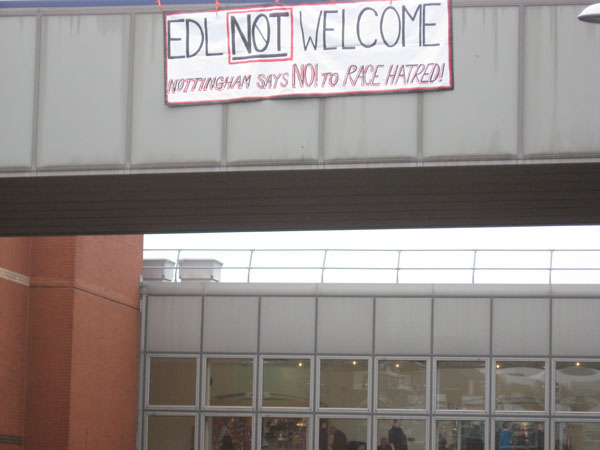 EDL NOT WELCOME
NOTTINGHAM SAYS NO! TO RACE HATRED!